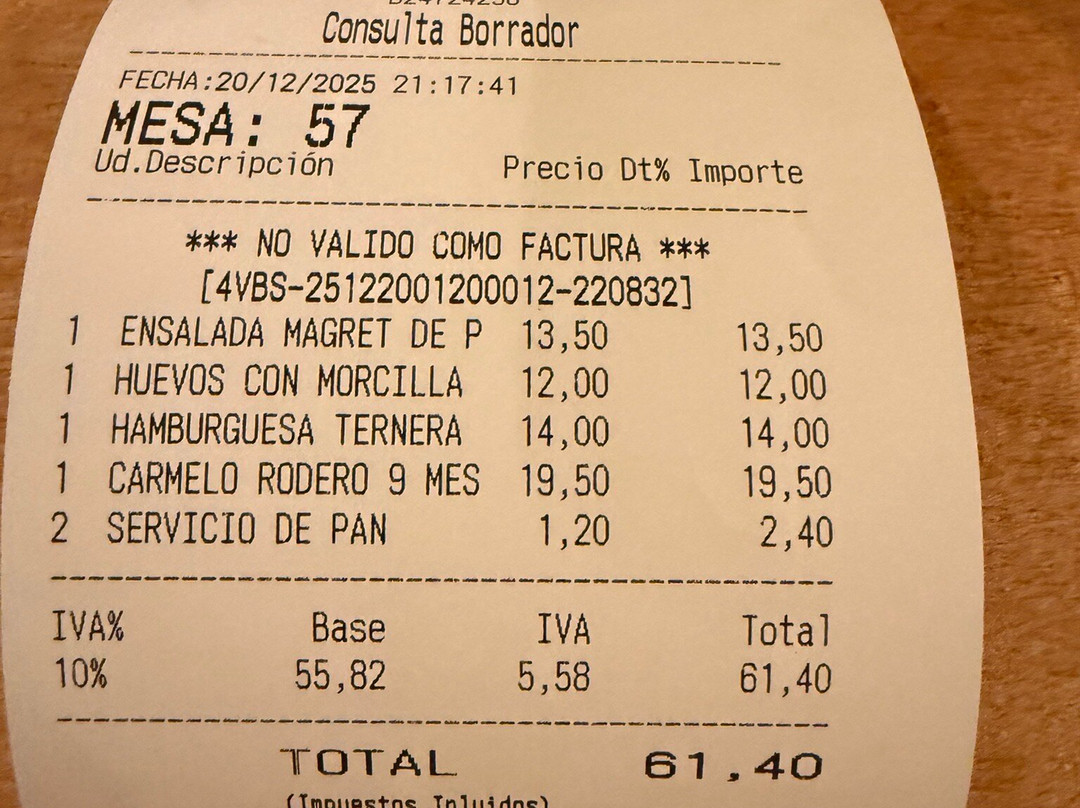 Consulta Borrador
FECHA:20/12/2025 21:17:41
MESA: 57
Ud.Descripción Precio Dt% Importe
*** NO VALIDO COMO FACTURA ***
[4VBS-25122001200012-220832]
1 ENSALADA MAGRET DE P 13,50 13,50
1 HUEVOS CON MORCILLA 12,00 12,00
1 HAMBURGUESA TERNERA 14,00 14,00
1 CARMELO RODERO 9 MES 19,50 19,50
2 SERVICIO DE PAN 1,20 2,40
IVA% Base IVA Total
10% 55,82 5,58 61,40
TOTAL 61,40
(Impuestos Inluidos)